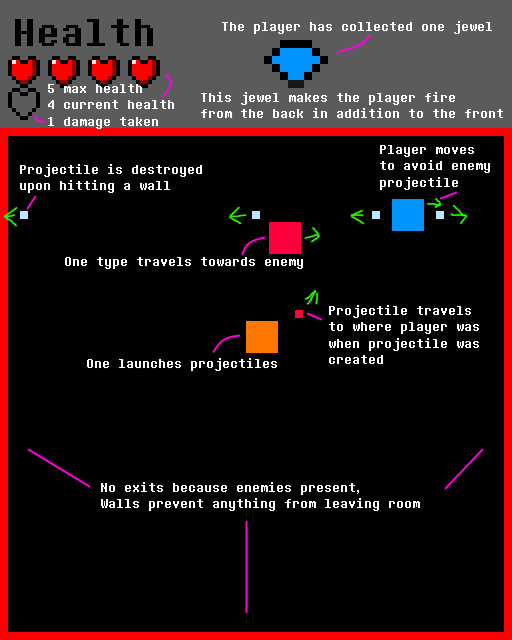 Health
The player has collected one jewel
5 max health
4 current health
1 damage taken
This jewel makes the player fire
from the back in addition to the front
Projectile is destroyed
upon hitting a wall
Player moves
to avoid enemy
projectile
One type travels towards enemy
Projectile travels
to where player was
when projectile was
created
One launches projectiles
No exits because enemies present,
Walls prevent anything from leaving room